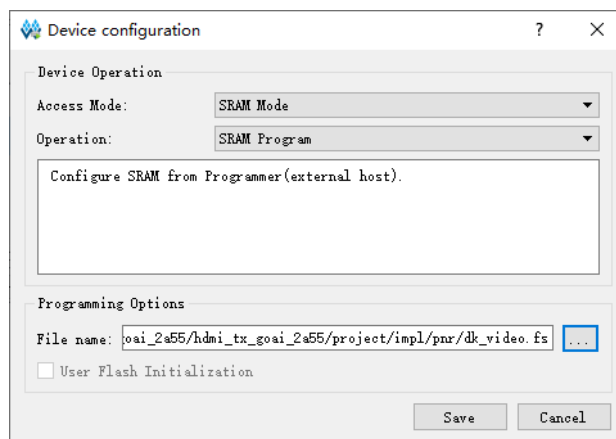 Device configuration
?
Device Operation
Access Mode: SRAM Mode
Operation: SRAM Program
Configure SRAM from Programmer(external host).
Programming Options
File name: oai_2a55/hdmi_tx_goai_2a55/project/impl/pnr/dk_video.fs ...
User Flash Initialization
Save Cancel